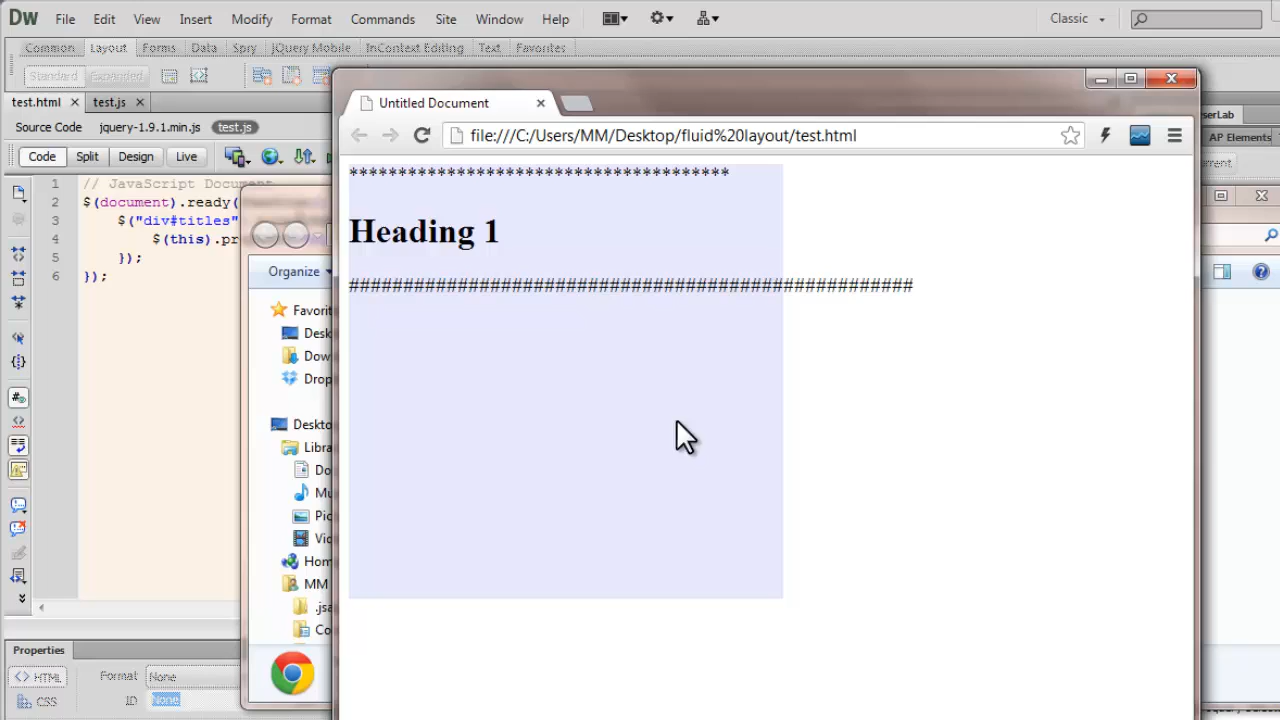 Dw File Edit View Insert Modify Format Commands Site Window Help Classic
Common Layout Forms Data Spry jQuery Mobile InContext Editing Text Favorites
Standard Expanded
Untitled Document
test.html test.js
Source Code jquery-1.9.1.min.js test.js
file:///C:/Users/MM/Desktop/fluid%20layout/test.html
AP Elements
Code Split Design Live
1 // JavaScript Document
2 $(document).ready(
3 $("div#titles"
4 $(this).pr
5 });
6 });
***************************************
Heading 1
####################################################
Organize
Favorit
Desk
Dow
Drop
Deskto
Libra
Do
Mu
Pic
Vid
Hom
MM
.jsa
Co
Properties
HTML Format None
CSS ID None